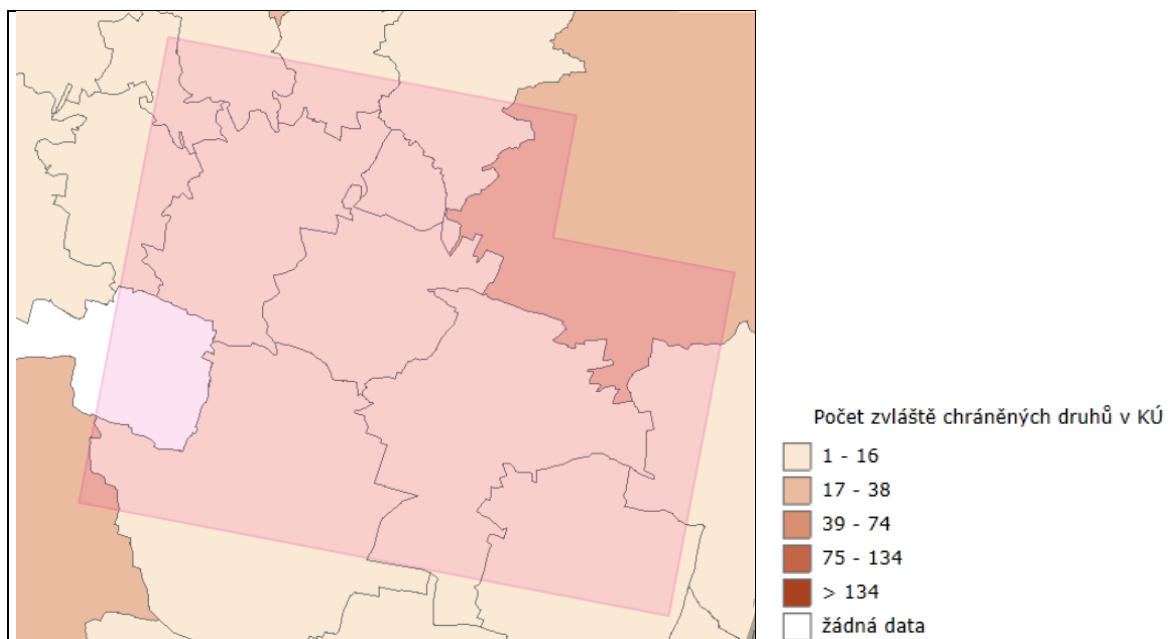 Počet zvláště chráněných druhů v KÚ
1 - 16
17 - 38
39 - 74
75 - 134
> 134
žádná data